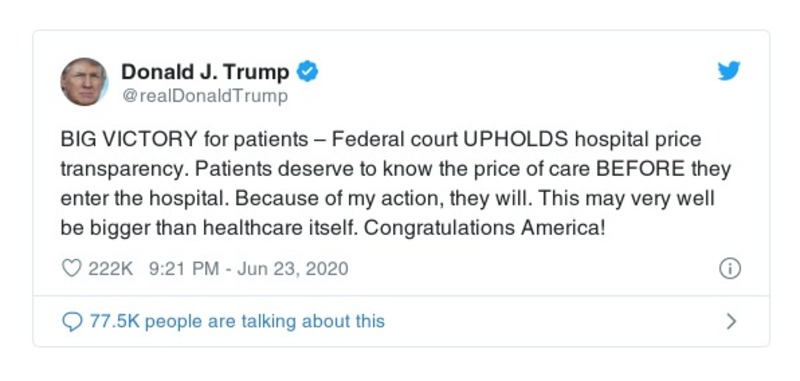 Donald J. Trump
@realDonaldTrump
BIG VICTORY for patients – Federal court UPHOLDS hospital price
transparency. Patients deserve to know the price of care BEFORE they
enter the hospital. Because of my action, they will. This may very well
be bigger than healthcare itself. Congratulations America!
222K 9:21 PM - Jun 23, 2020
77.5K people are talking about this